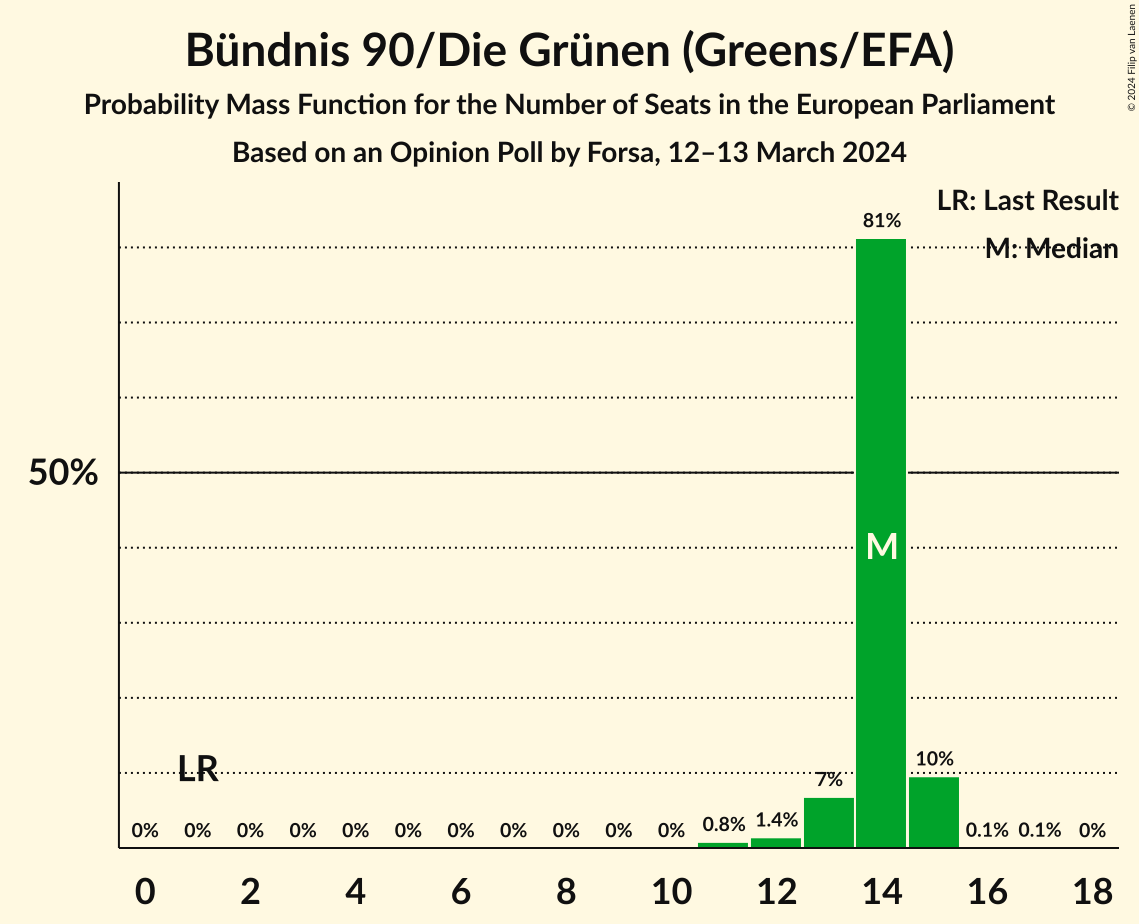 Bündnis 90/Die Grünen (Greens/EFA)
Probability Mass Function for the Number of Seats in the European Parliament
Based on an Opinion Poll by Forsa, 12–13 March 2024
© 2024 Filip van Laenen
LR: Last Result
M: Median
81%
50%
M
LR
0% 0% 0% 0% 0% 0% 0% 0% 0% 0% 0% 0.8% 1.4% 7% 10% 0.1% 0.1% 0%
0 2 4 6 8 10 12 14 16 18